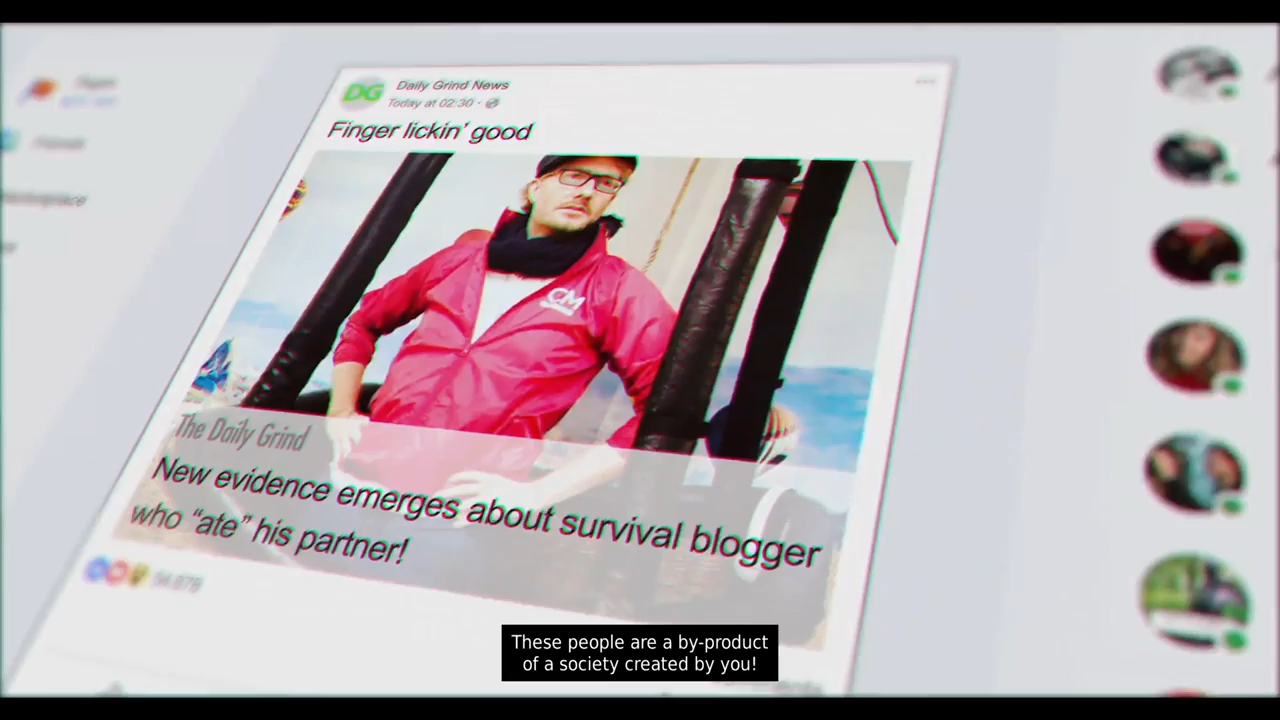 DG
Daily Grind News
Today at 02:30 ·
Finger lickin' good
CM
The Daily Grind
New evidence emerges about survival blogger
who "ate" his partner!
These people are a by-product
of a society created by you!